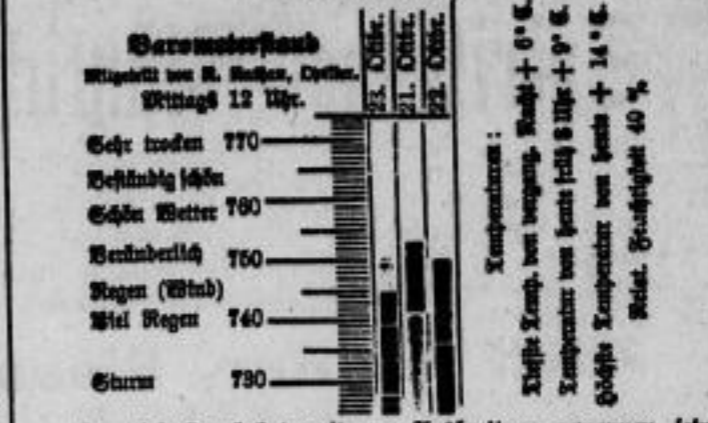 Barometerstand
Mitgeteilt von R. Nathan, Optiker.
Mittags 12 Uhr.
23. Oktbr.
21. Oktbr.
22. Oktbr.
Sehr trocken 770
Beständig schön
Schön Wetter 760
Veränderlich 750
Regen (Wind)
Viel Regen 740
Sturm 730
Temperaturen:
Tiefste Temp. von vergang. Nacht + 6° C.
Temperatur von heute früh 8 Uhr + 9° C.
Höchste Temperatur von heute + 14° C.
Relat. Feuchtigkeit 40 %